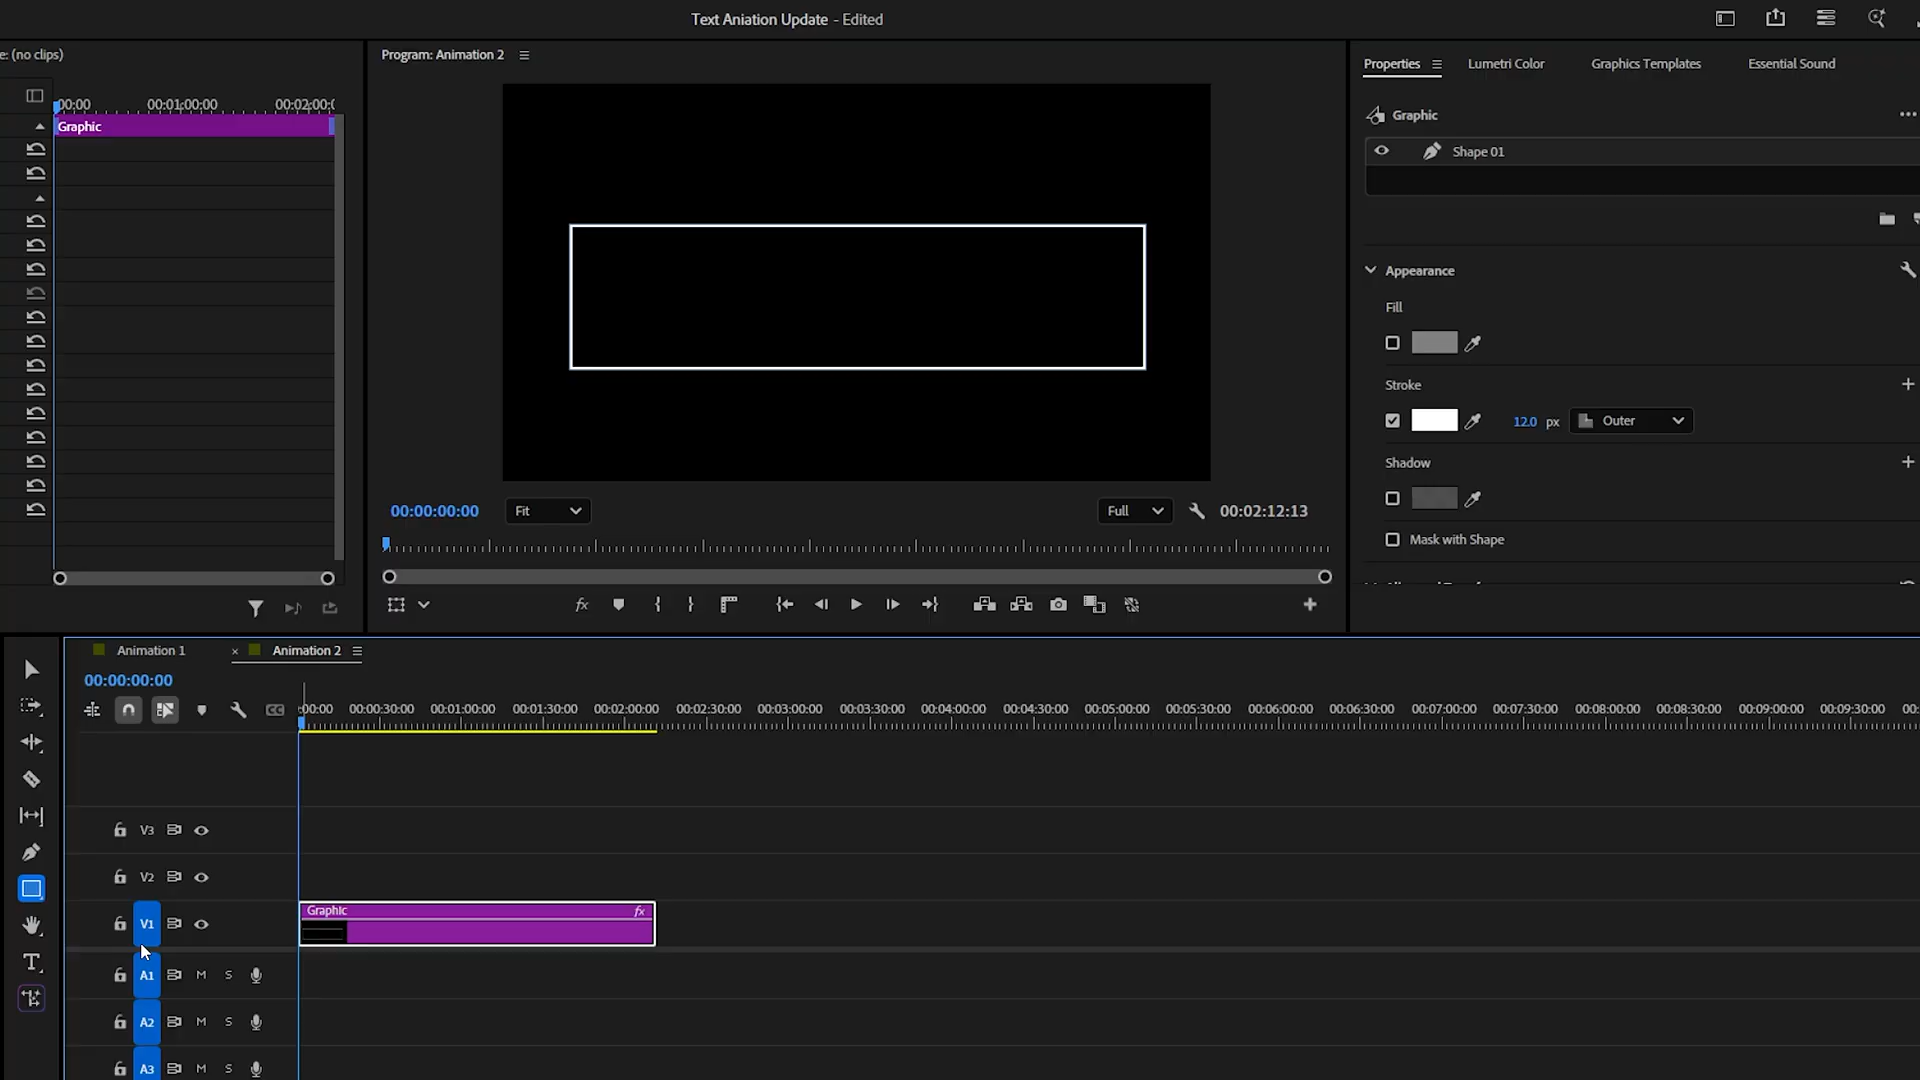 Text Aniation Update - Edited
e: (no clips)
00:00
00:01:00:00
Graphic
Program: Animation 2
00:00:00:00
Fit
Full
00:02:12:13
fx
Properties
Lumetri Color
Graphics Templates
Essential Sound
Graphic
Shape 01
Appearance
Fill
Stroke
12.0 px
Outer
Shadow
Mask with Shape
Animation 1
× Animation 2
00:00:00:00
CC
:00:00 00:00:30:00 00:01:00:00 00:01:30:00 00:02:00:00 00:02:30:00 00:03:00:00 00:03:30:00 00:04:00:00 00:04:30:00 00:05:00:00 00:05:30:00 00:06:00:00 00:06:30:00 00:07:00:00 00:07:30:00 00:08:00:00 00:08:30:00 00:09:00:00 00:09:30:00 00:
V3
V2
V1
Graphic fx
A1 M S
A2 M S
A3 M S
T